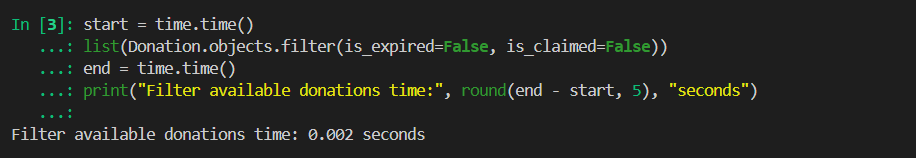 In [3]: start = time.time()
   ...: list(Donation.objects.filter(is_expired=False, is_claimed=False))
   ...: end = time.time()
   ...: print("Filter available donations time:", round(end - start, 5), "seconds")
   ...:
Filter available donations time: 0.002 seconds